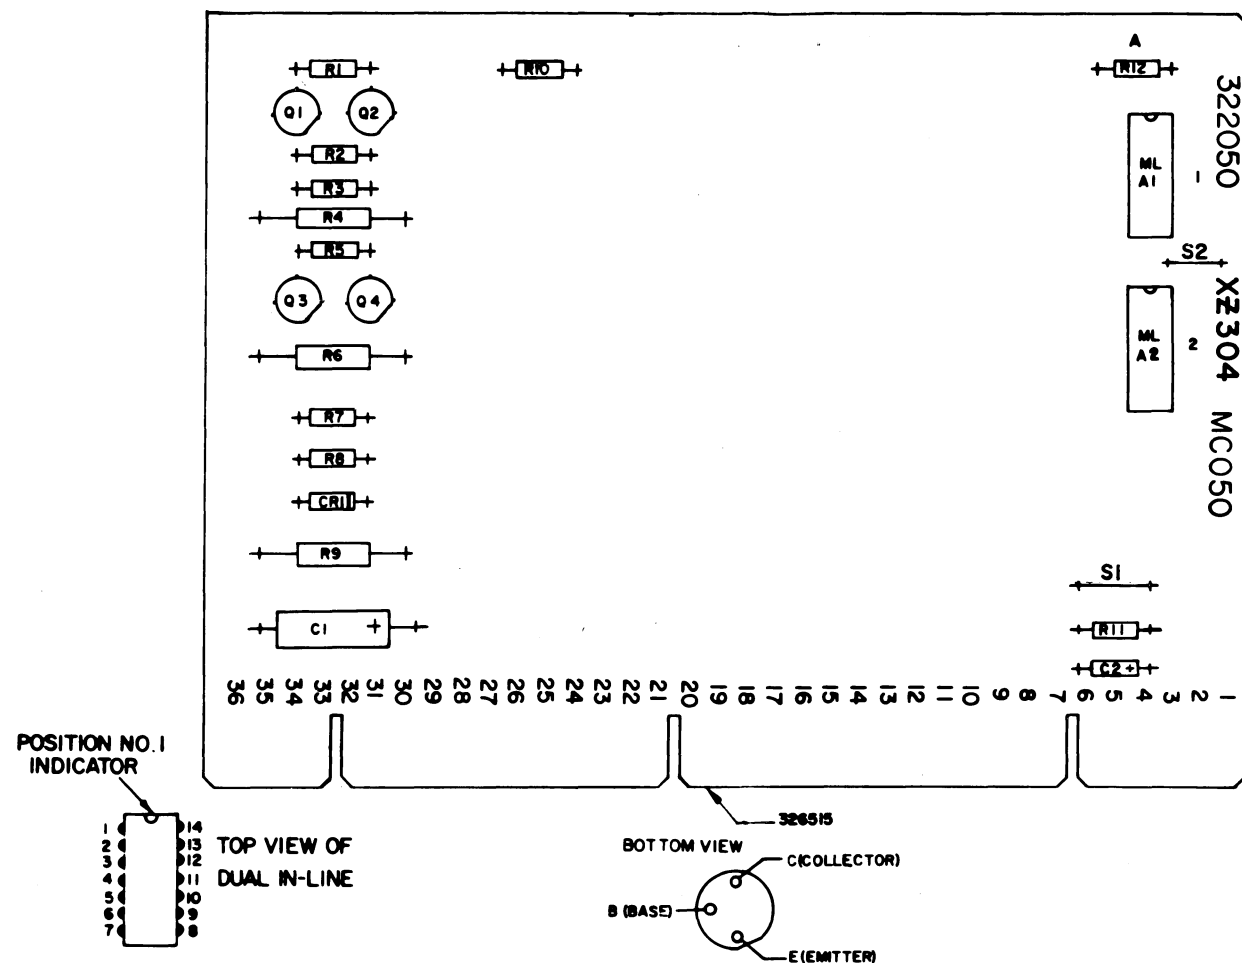 A
R1
R10
R12
Q1 Q2
R2
R3
R4
R5
Q3 Q4
R6
R7
R8
CR1
R9
C1 +
ML
A1
1
S2
ML
A2
2
S1
R11
C2 +
322050
XZ304
MC050
36 35 34 33 32 31 30 29 28 27 26 25 24 23 22 21 20 19 18 17 16 15 14 13 12 11 10 9 8 7 6 5 4 3 2 1
326515
POSITION NO. 1
INDICATOR
1 14
2 13
3 12
4 11
5 10
6 9
7 8
TOP VIEW OF
DUAL IN-LINE
BOTTOM VIEW
C(COLLECTOR)
B (BASE)
E(EMITTER)